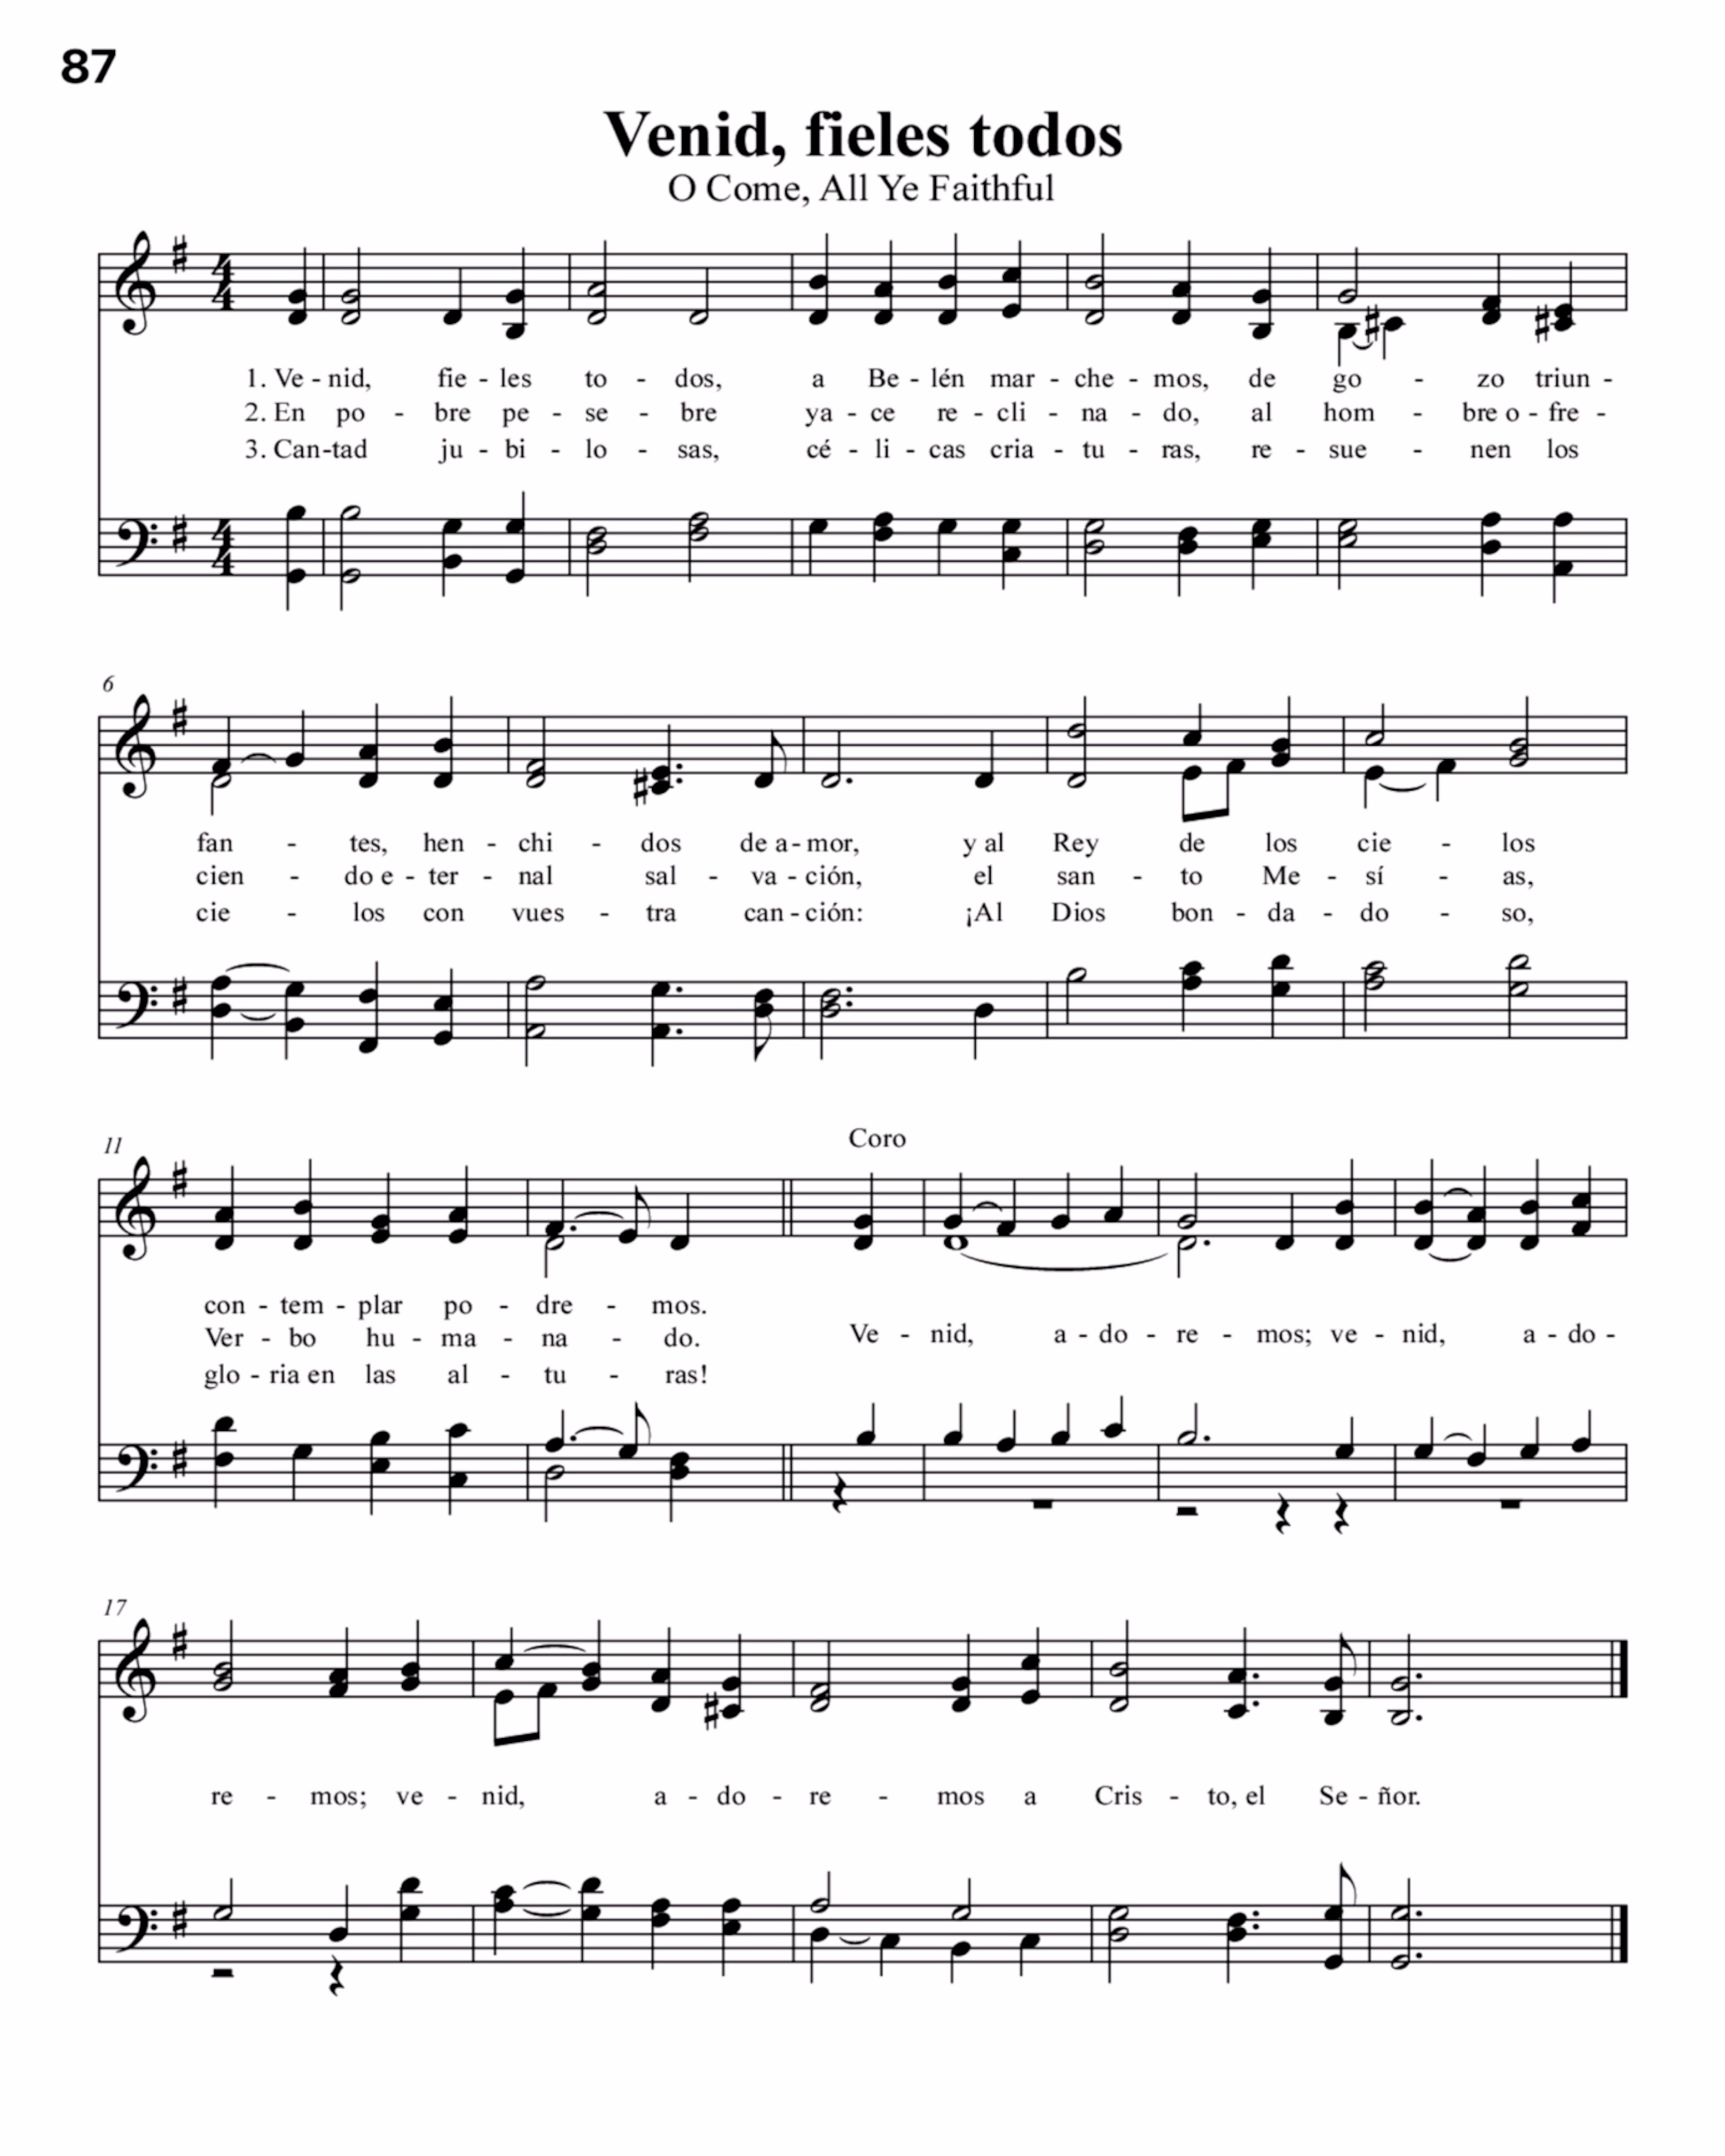 87
Venid, fieles todos
O Come, All Ye Faithful
1. Ve - nid, fie - les to - dos, a Be - lén mar - che - mos, de go - zo triun -
2. En po - bre pe - se - bre ya - ce re - cli - na - do, al hom - bre o - fre -
3. Can-tad ju - bi - lo - sas, cé - li - cas cria - tu - ras, re - sue - nen los
6
fan - tes, hen - chi - dos de a - mor, y al Rey de los cie - los
cien - do e - ter - nal sal - va - ción, el san - to Me - sí - as,
cie - los con vues - tra can - ción: ¡Al Dios bon - da - do - so,
11
Coro
con - tem - plar po - dre - mos.
Ver - bo hu - ma - na - do.
Ve - nid, a - do - re - mos; ve - nid, a - do -
glo - ria en las al - tu - ras!
17
re - mos; ve - nid, a - do - re - mos a Cris - to, el Se - ñor.